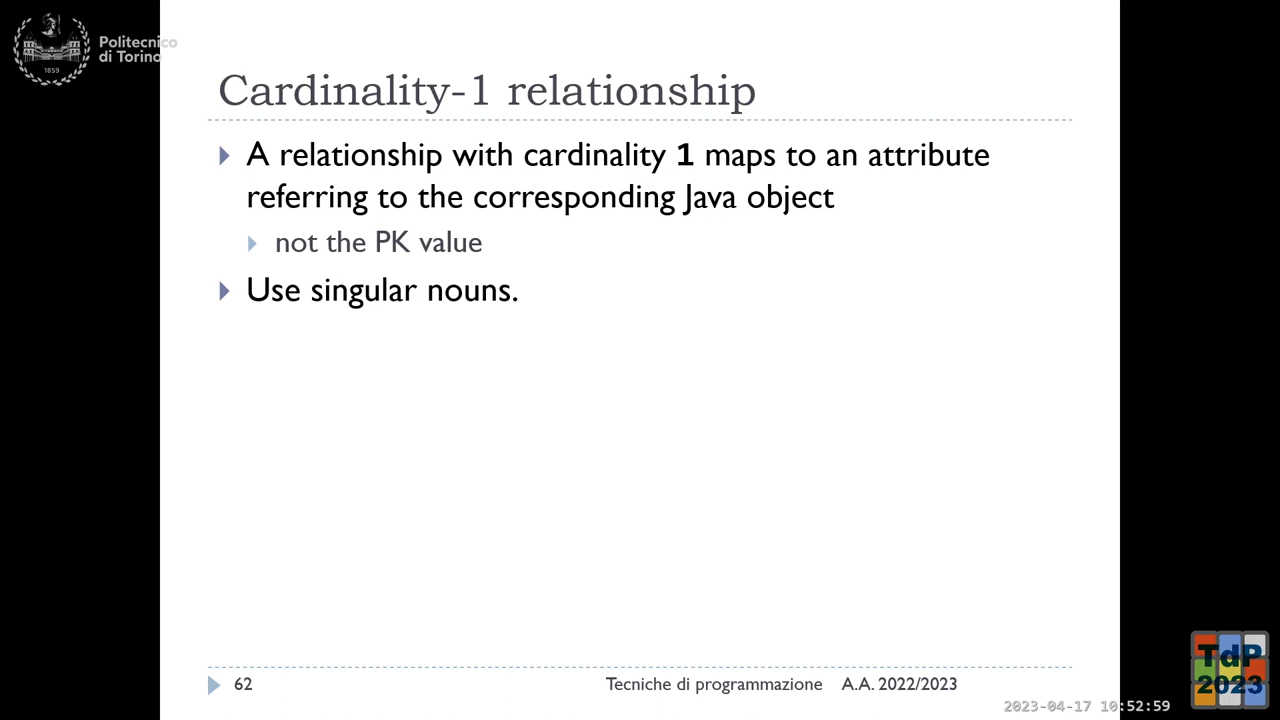 Politecnico
di Torino
1859
Cardinality-1 relationship
A relationship with cardinality 1 maps to an attribute
referring to the corresponding Java object
not the PK value
Use singular nouns.
62
Tecniche di programmazione A.A. 2022/2023
2023-04-17 10:52:59
TdP
2023